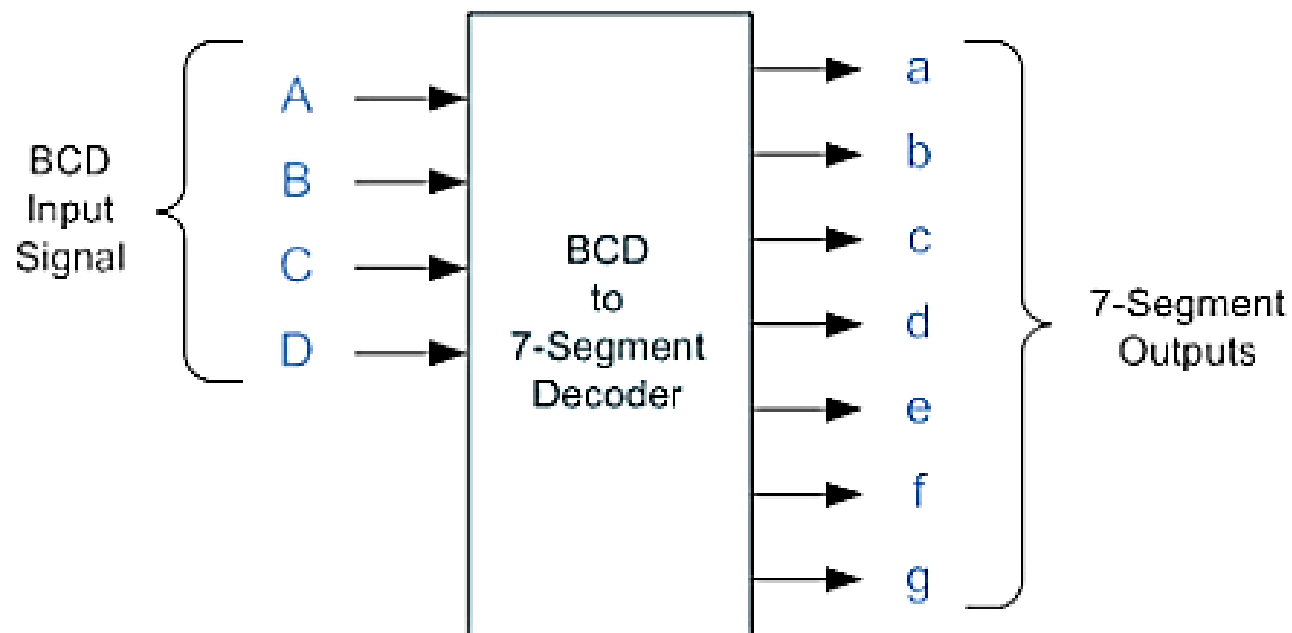 BCD
Input
Signal
A
B
C
D
BCD
to
7-Segment
Decoder
a
b
c
d
e
f
g
7-Segment
Outputs